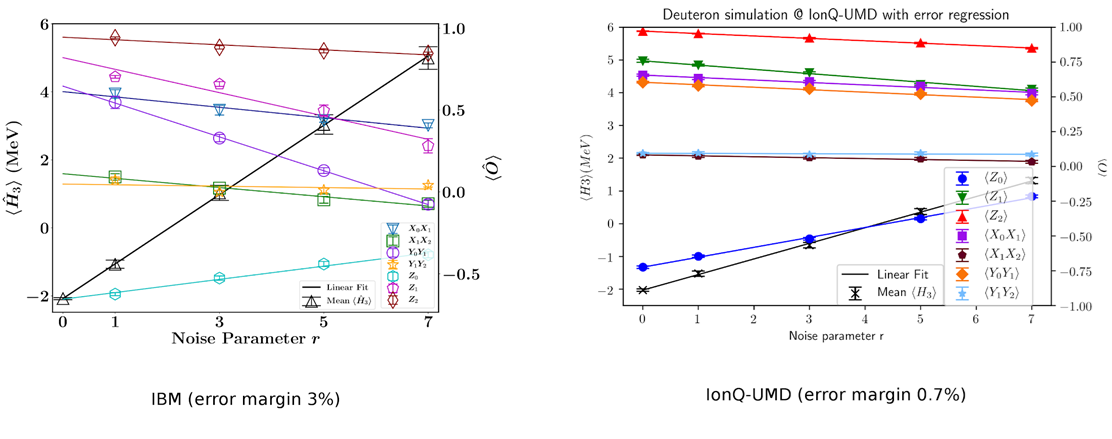 Deuteron simulation @ IonQ-UMD with error regression
6
4
2
0
−2
⟨Ĥ₃⟩ (MeV)
1.0
0.5
0.0
−0.5
⟨Ô⟩
0 1 3 5 7
Noise Parameter r
Linear Fit
Mean ⟨Ĥ₃⟩
X₀X₁
X₁X₂
Y₀Y₁
Y₁Y₂
Z₀
Z₁
Z₂
6
5
4
3
2
1
0
−1
−2
⟨H3⟩(MeV)
1.00
0.75
0.50
0.25
0.00
−0.25
−0.50
−0.75
−1.00
⟨O⟩
0 1 2 3 4 5 6 7
Noise parameter r
Linear Fit
Mean ⟨H₃⟩
⟨Z₀⟩
⟨Z₁⟩
⟨Z₂⟩
⟨X₀X₁⟩
⟨X₁X₂⟩
⟨Y₀Y₁⟩
⟨Y₁Y₂⟩
IBM (error margin 3%)
IonQ-UMD (error margin 0.7%)